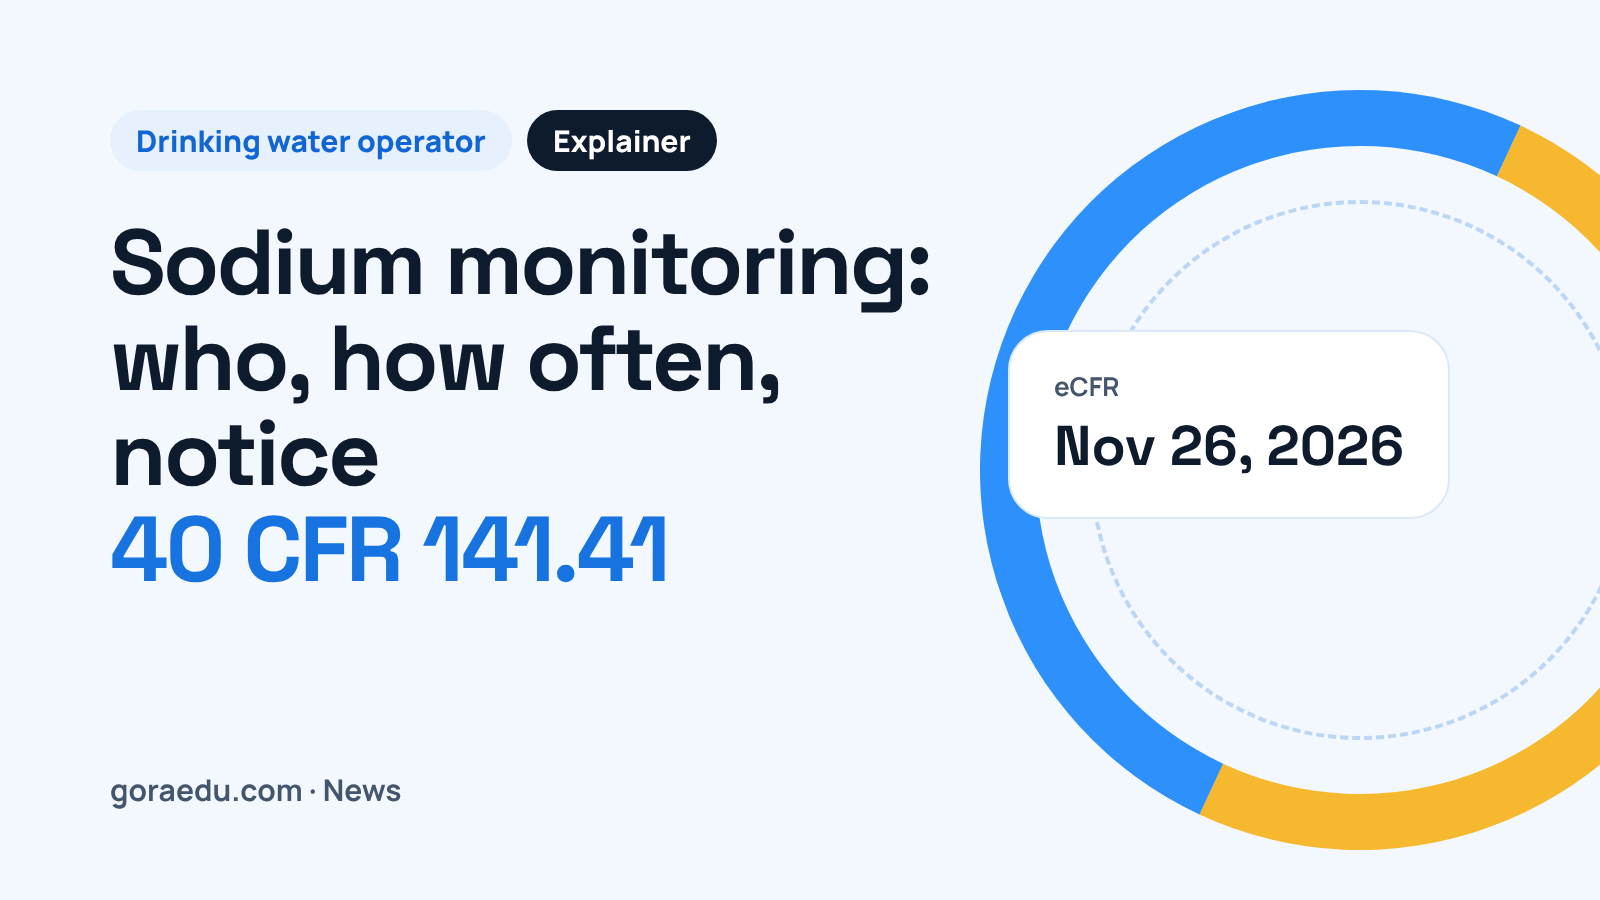 Drinking water operator
Explainer
Sodium monitoring:
who, how often,
notice
40 CFR 141.41
eCFR
Nov 26, 2026
goraedu.com · News